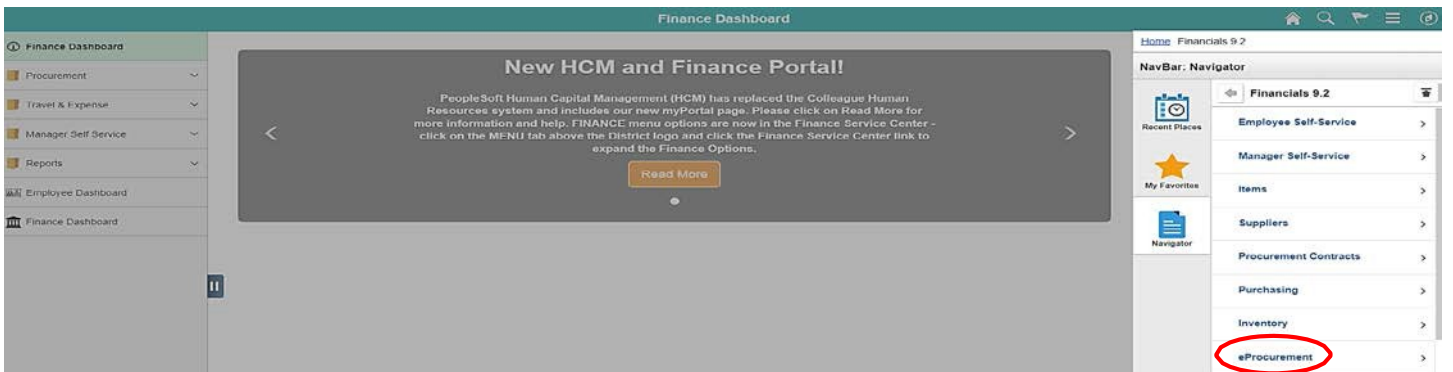 Finance Dashboard
Finance Dashboard
Procurement
Travel & Expense
Manager Self Service
Reports
Employee Dashboard
Finance Dashboard
New HCM and Finance Portal!
PeopleSoft Human Capital Management (HCM) has replaced the Colleague Human
Resources system and includes our new myPortal page. Please click on Read More for
more information and help. FINANCE menu options are now in the Finance Service Center -
click on the MENU tab above the District logo and click the Finance Service Center link to
expand the Finance Options.
Read More
Home Financials 9.2
NavBar: Navigator
Recent Places
My Favorites
Navigator
Financials 9.2
Employee Self-Service
Manager Self-Service
Items
Suppliers
Procurement Contracts
Purchasing
Inventory
eProcurement